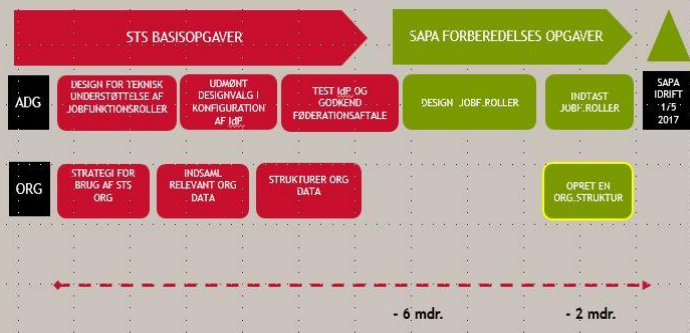 STS BASISOPGAVER
SAPA FORBEREDELSES OPGAVER
ADG
DESIGN FOR TEKNISK
UNDERSTØTTELSE AF
JOBFUNKTIONSROLLER
UDMØNT
DESIGNVALG I
KONFIGURATION
AF IdP
TEST IdP OG
GODKEND
FØDERATIONSAFTALE
DESIGN JOBF.ROLLER
INDTAST
JOBF.ROLLER
SAPA
IDRIFT
1/5
2017
ORG
STRATEGI FOR
BRUG AF STS
ORG
INDSAML
RELEVANT ORG
DATA
STRUKTURER ORG
DATA
OPRET EN
ORG.STRUKTUR
- 6 mdr.
- 2 mdr.